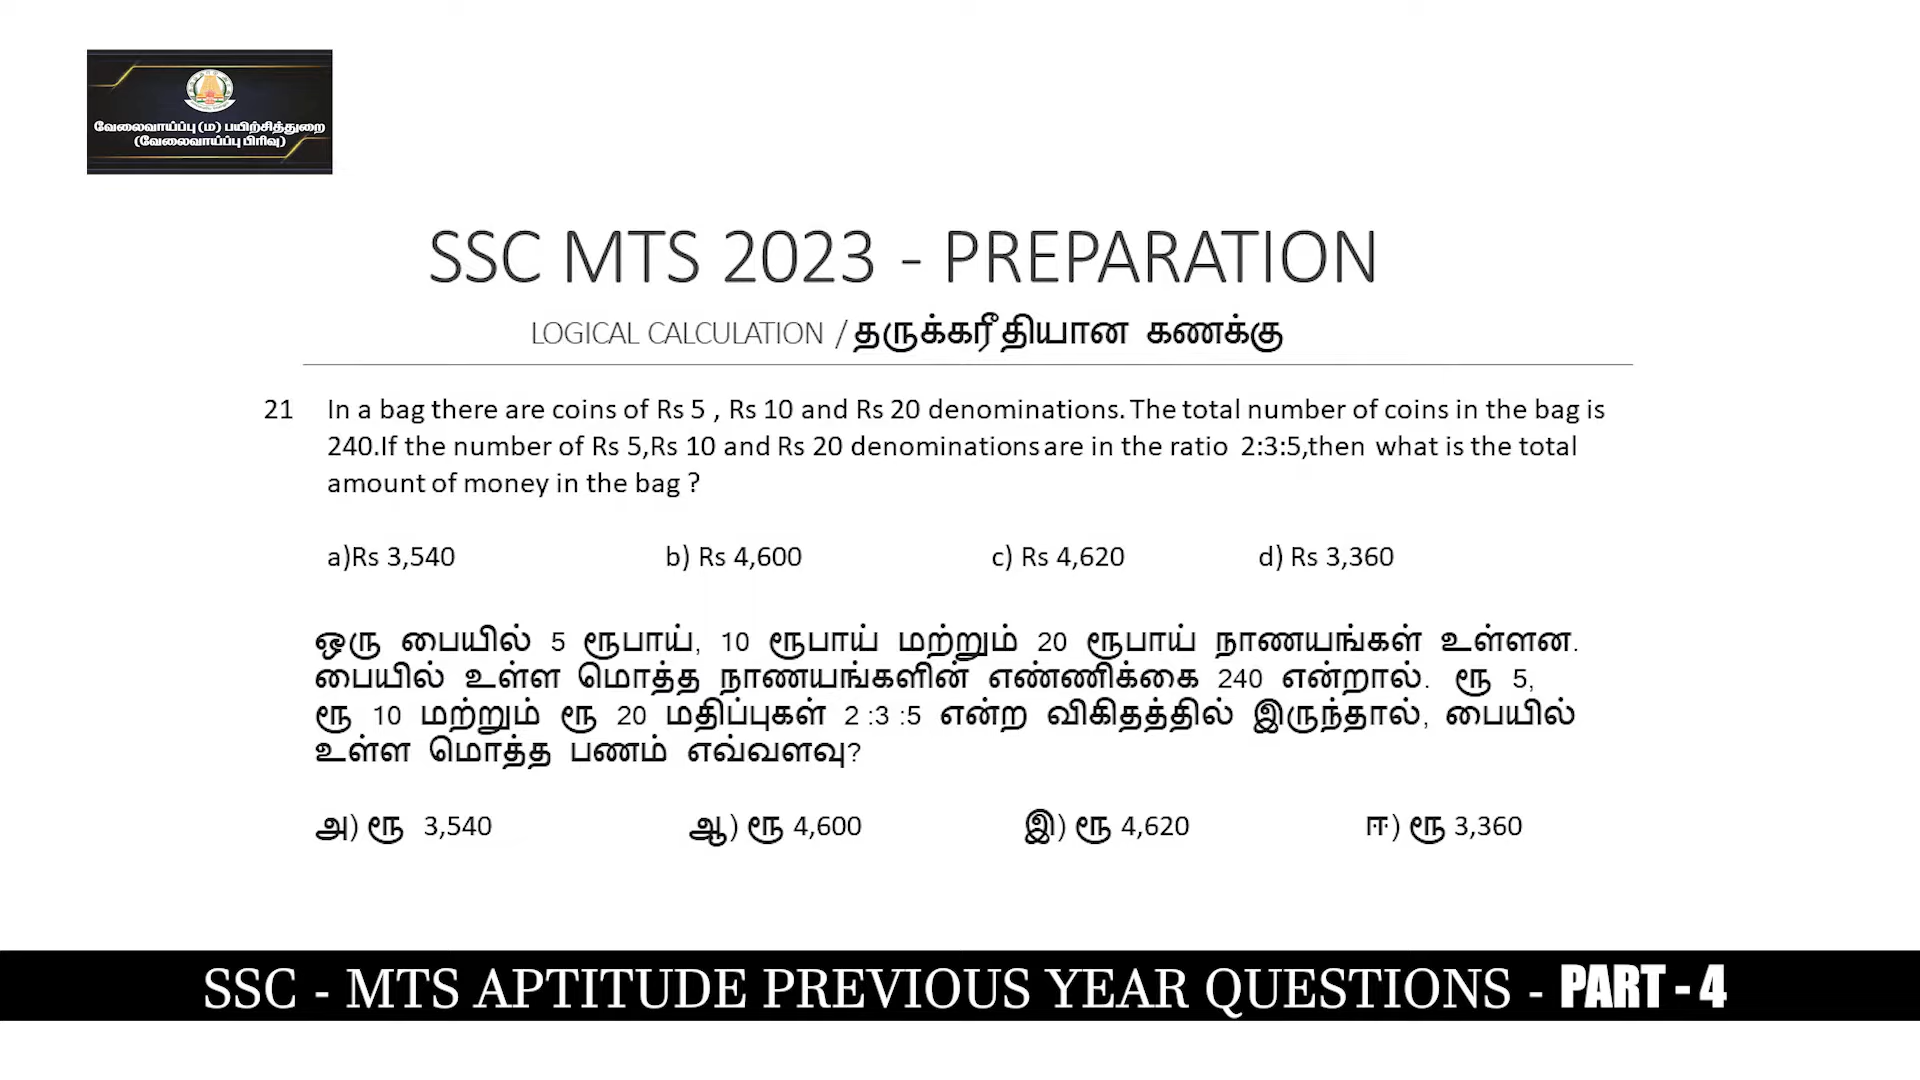 வேலைவாய்ப்பு (ம) பயிற்சித்துறை
(வேலைவாய்ப்பு பிரிவு)
SSC MTS 2023 - PREPARATION
LOGICAL CALCULATION /தருக்கரீதியான கணக்கு
21 In a bag there are coins of Rs 5 , Rs 10 and Rs 20 denominations. The total number of coins in the bag is
240.If the number of Rs 5,Rs 10 and Rs 20 denominations are in the ratio 2:3:5,then what is the total
amount of money in the bag ?
a)Rs 3,540 b) Rs 4,600 c) Rs 4,620 d) Rs 3,360
ஒரு பையில் 5 ரூபாய், 10 ரூபாய் மற்றும் 20 ரூபாய் நாணயங்கள் உள்ளன.
பையில் உள்ள மொத்த நாணயங்களின் எண்ணிக்கை 240 என்றால். ரூ 5,
ரூ 10 மற்றும் ரூ 20 மதிப்புகள் 2 :3 :5 என்ற விகிதத்தில் இருந்தால், பையில்
உள்ள மொத்த பணம் எவ்வளவு?
அ) ரூ 3,540 ஆ) ரூ 4,600 இ) ரூ 4,620 ஈ) ரூ 3,360
SSC - MTS APTITUDE PREVIOUS YEAR QUESTIONS - PART - 4